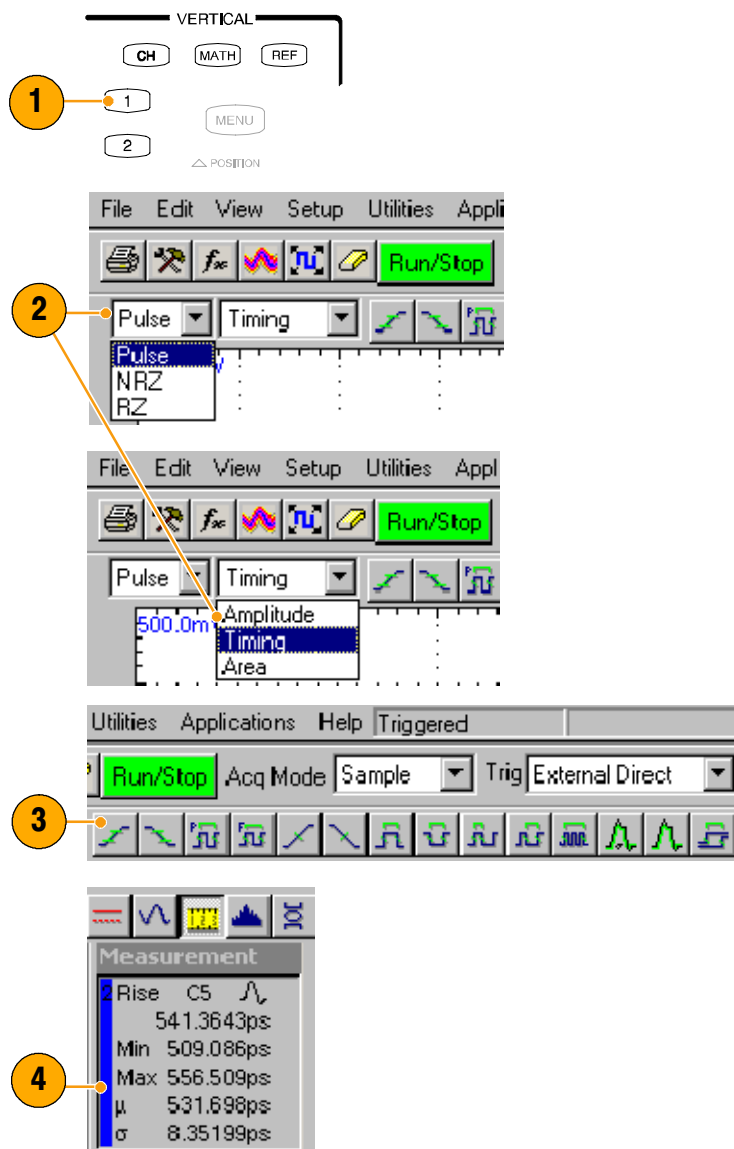 VERTICAL
CH MATH REF
1 1
MENU
2
△ POSITION
File Edit View Setup Utilities Appli
Run/Stop
2 Pulse Timing
Pulse
NRZ
RZ
File Edit View Setup Utilities Appl
Run/Stop
Pulse Timing
500.0m Amplitude
Timing
Area
Utilities Applications Help Triggered
Run/Stop Acq Mode Sample Trig External Direct
3
Measurement
2 Rise C5
541.3643ps
Min 509.086ps
4 Max 556.509ps
μ 531.698ps
σ 8.35199ps